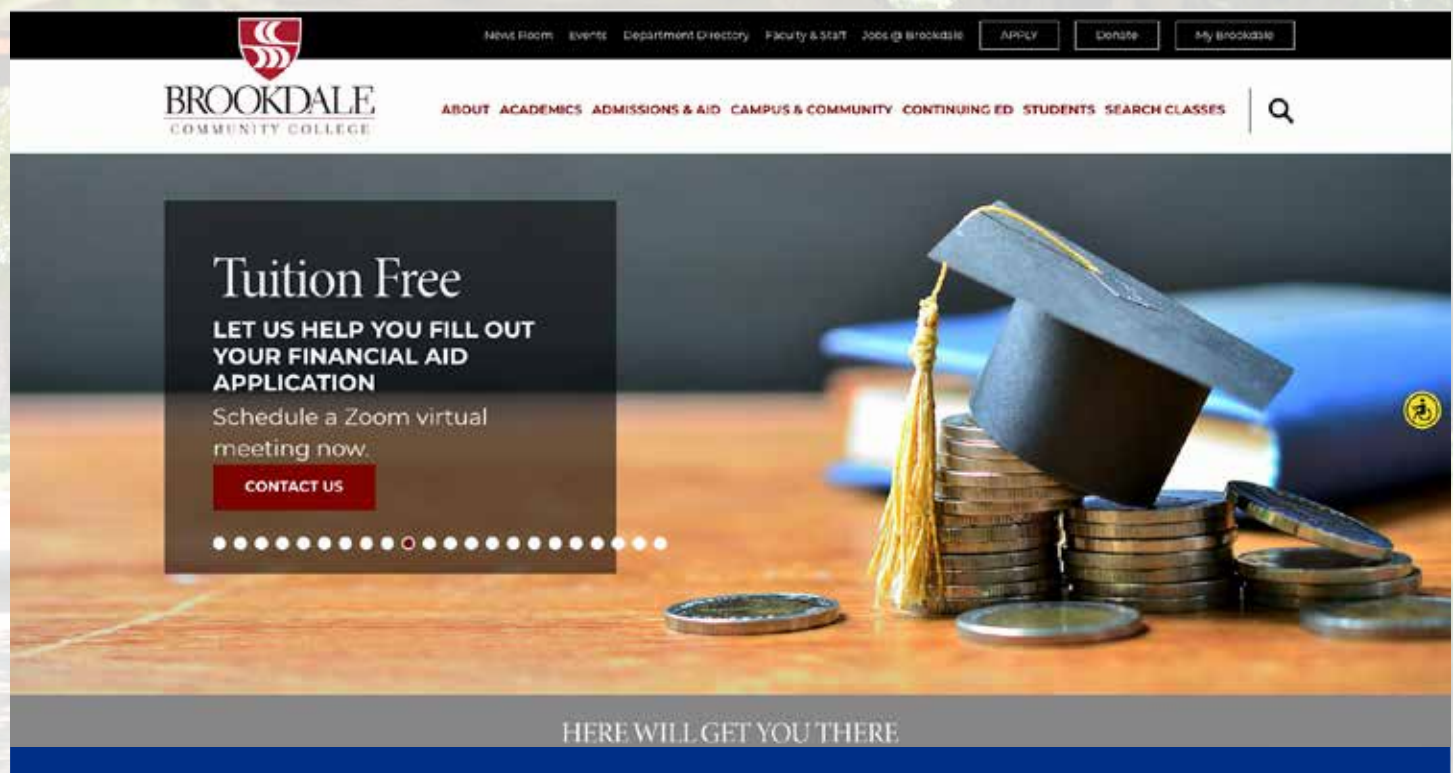 News Room Events Department Directory Faculty & Staff Jobs @ Brookdale APPLY Donate My Brookdale
BROOKDALE
COMMUNITY COLLEGE
ABOUT ACADEMICS ADMISSIONS & AID CAMPUS & COMMUNITY CONTINUING ED STUDENTS SEARCH CLASSES
Tuition Free
LET US HELP YOU FILL OUT
YOUR FINANCIAL AID
APPLICATION
Schedule a Zoom virtual
meeting now.
CONTACT US
HERE WILL GET YOU THERE